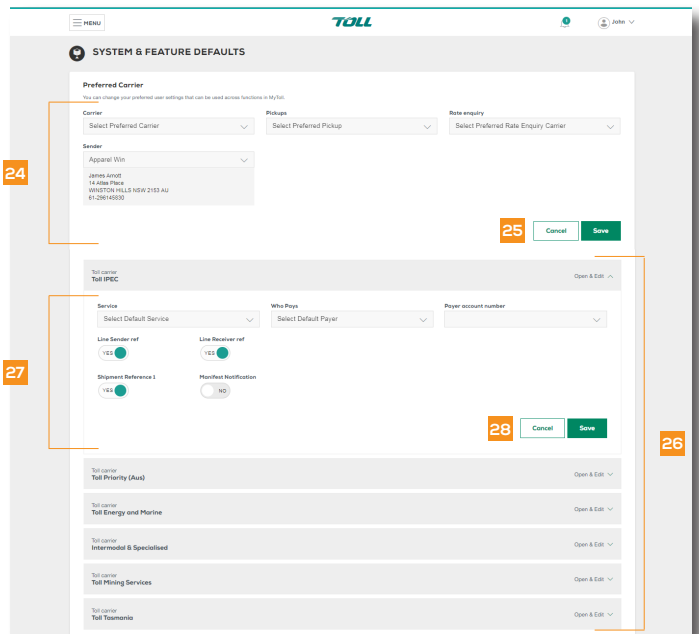 MENU
TOLL
John
SYSTEM & FEATURE DEFAULTS
Preferred Carrier
You can change your preferred user settings that can be used across functions in MyToll.
Carrier
Pickups
Rate enquiry
Select Preferred Carrier
Select Preferred Pickup
Select Preferred Rate Enquiry Carrier
Sender
Apparel Win
24
James Arnott
14 Atlas Place
WINSTON HILLS NSW 2153 AU
61-296145830
25
Cancel
Save
Toll carrier
Toll IPEC
Open & Edit
Service
Who Pays
Payer account number
Select Default Service
Select Default Payer
Line Sender ref
Line Receiver ref
YES
YES
27
Shipment Reference 1
Manifest Notification
YES
NO
28
Cancel
Save
26
Toll carrier
Toll Priority (Aus)
Open & Edit
Toll carrier
Toll Energy and Marine
Open & Edit
Toll carrier
Intermodal & Specialised
Open & Edit
Toll carrier
Toll Mining Services
Open & Edit
Toll carrier
Toll Tasmania
Open & Edit